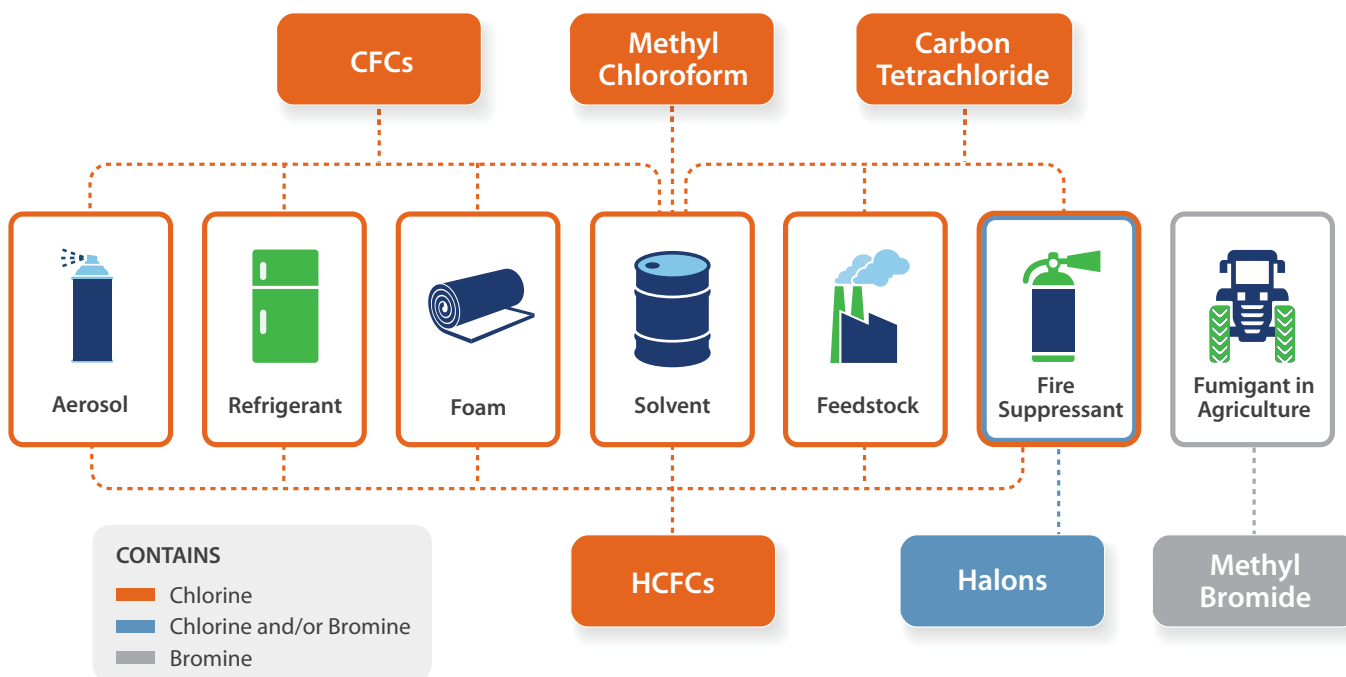 CFCs
Methyl
Chloroform
Carbon
Tetrachloride
Aerosol
Refrigerant
Foam
Solvent
Feedstock
Fire
Suppressant
Fumigant in
Agriculture
CONTAINS
Chlorine
Chlorine and/or Bromine
Bromine
HCFCs
Halons
Methyl
Bromide